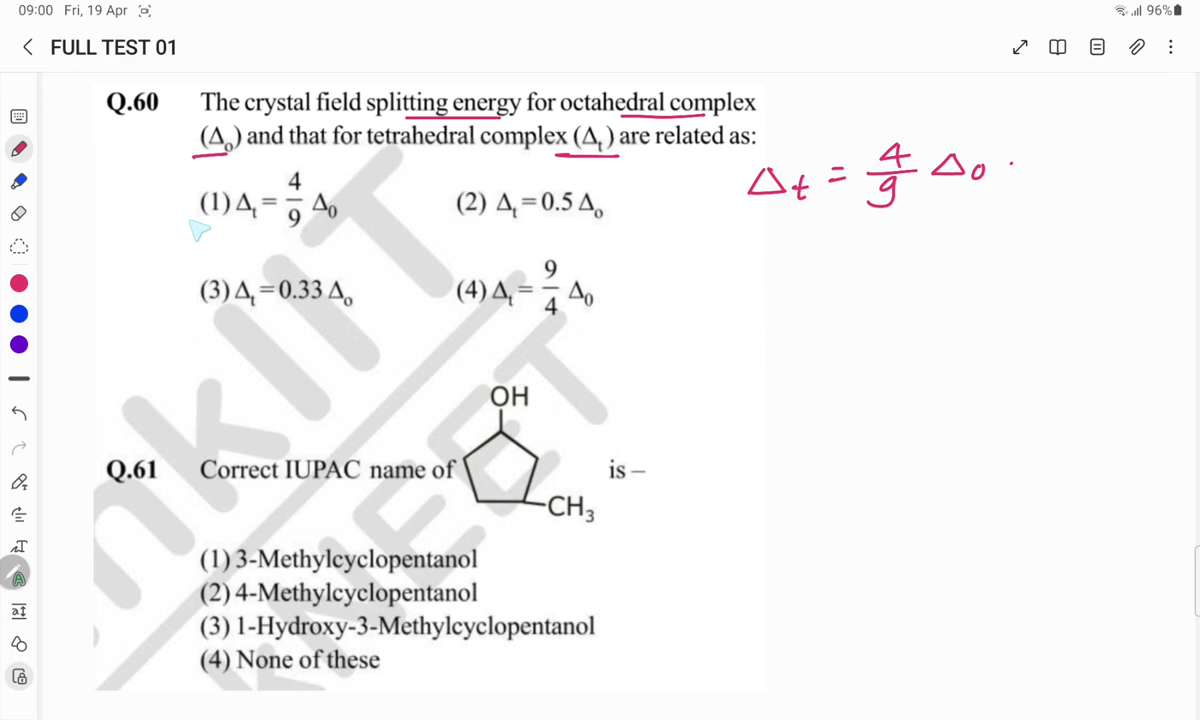 09:00 Fri, 19 Apr
96%
FULL TEST 01
Q.60 The crystal field splitting energy for octahedral complex
(Δₒ) and that for tetrahedral complex (Δₜ) are related as:
Δt = 4/9 Δo .
(1) Δₜ = 4/9 Δ₀ (2) Δₜ = 0.5 Δₒ
(3) Δₜ = 0.33 Δₒ (4) Δₜ = 9/4 Δ₀
OH
Q.61 Correct IUPAC name of is –
CH₃
(1) 3-Methylcyclopentanol
(2) 4-Methylcyclopentanol
(3) 1-Hydroxy-3-Methylcyclopentanol
(4) None of these